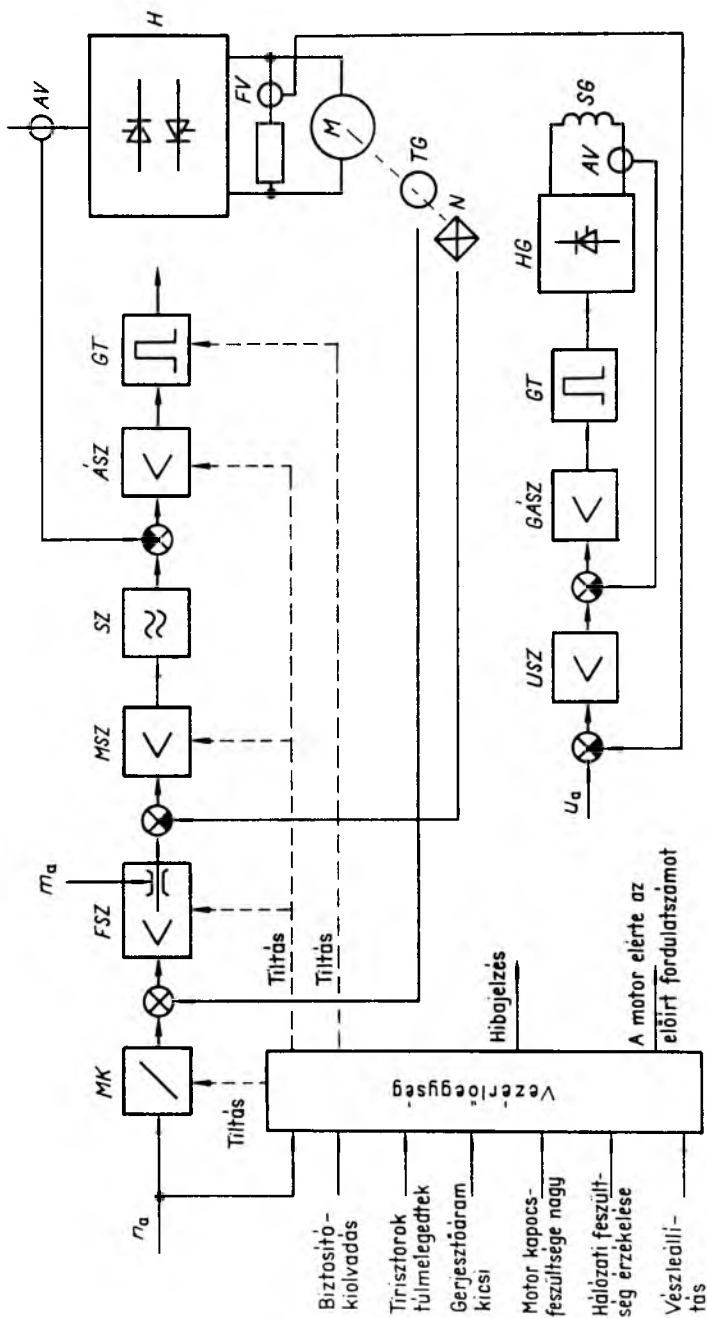 H
AV
GT
ÁSZ
SZ
MSZ
m_a
FSZ
MK
n_a
FV
M
TG
N
Tiltás
Tiltás
Tiltás
Vezérlőegység
Biztosító-
kiolvadás
Tirisztorok
túlmelegedtek
Gerjesztőáram
kicsi
Motor kapocs-
feszültsége nagy
Hálózati feszült-
ség érzékelése
Vészleállí-
tás
Hibajelzés
A motor elérte az
előírt fordulatszámot
u_a
USZ
GÁSZ
GT
HG
AV
SG